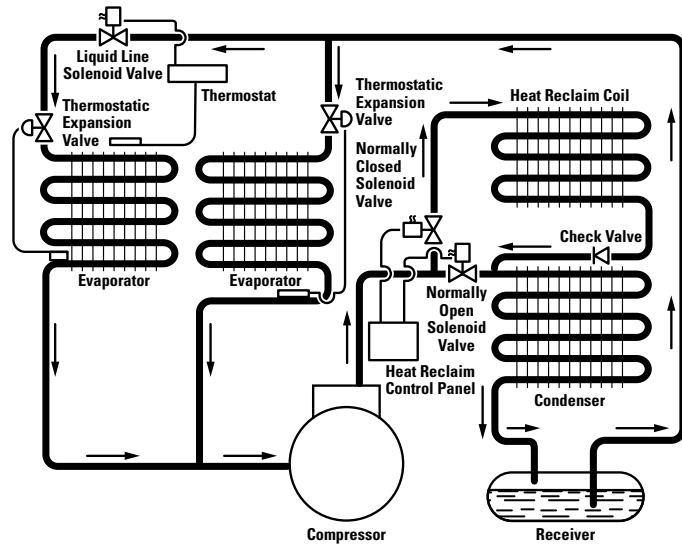 Liquid Line
Solenoid Valve
Thermostat
Thermostatic
Expansion
Valve
Thermostatic
Expansion
Valve
Heat Reclaim Coil
Normally
Closed
Solenoid
Valve
Check Valve
Evaporator
Evaporator
Normally
Open
Solenoid
Valve
Heat Reclaim
Control Panel
Condenser
Compressor
Receiver